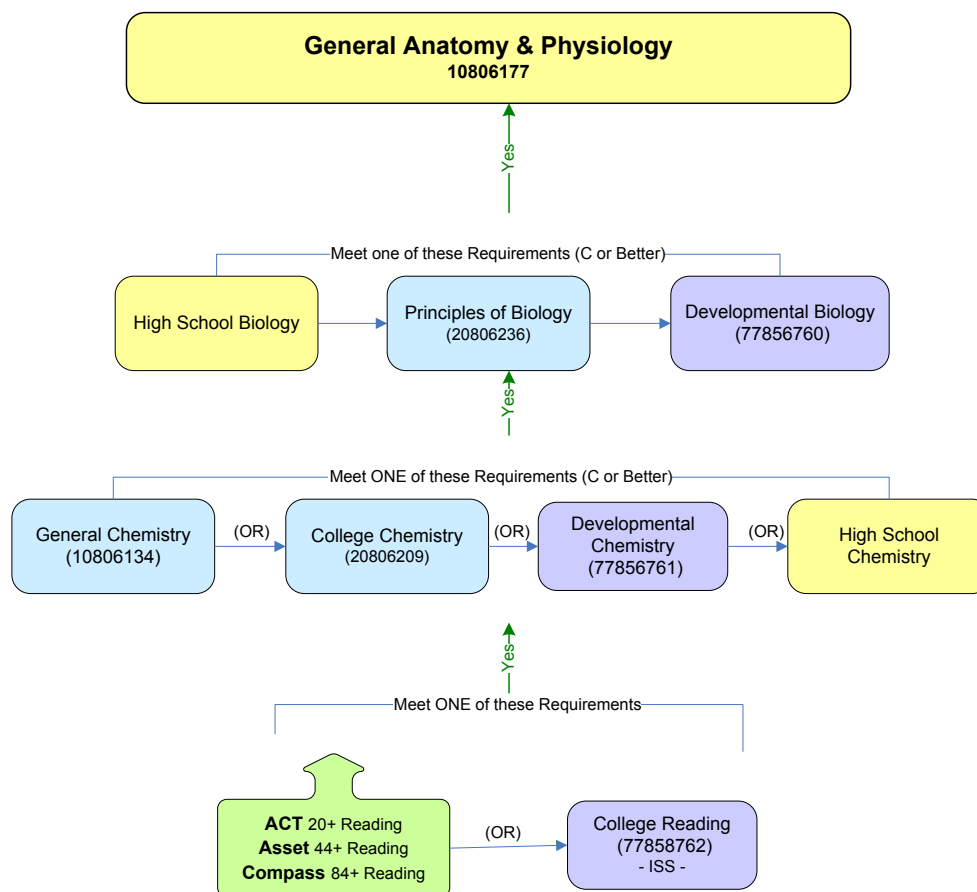 General Anatomy & Physiology
10806177
Yes
Meet one of these Requirements (C or Better)
High School Biology
Principles of Biology
(20806236)
Developmental Biology
(77856760)
Yes
Meet ONE of these Requirements (C or Better)
General Chemistry
(10806134)
(OR)
College Chemistry
(20806209)
(OR)
Developmental
Chemistry
(77856761)
(OR)
High School
Chemistry
Yes
Meet ONE of these Requirements
ACT 20+ Reading
Asset 44+ Reading
Compass 84+ Reading
(OR)
College Reading
(77858762)
- ISS -